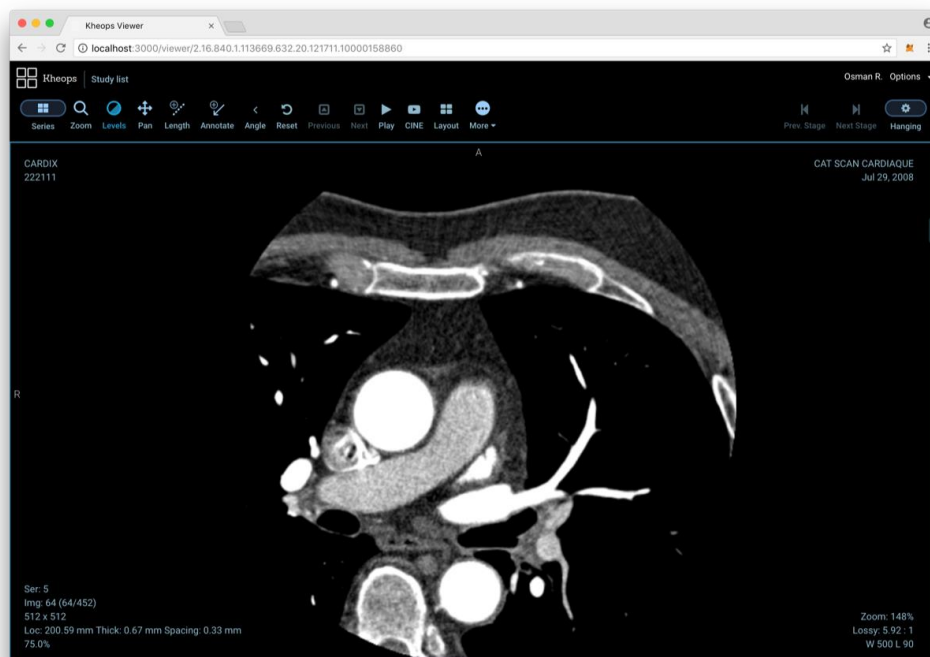 Kheops Viewer
localhost:3000/viewer/2.16.840.1.113669.632.20.121711.10000158860
Kheops Study list
Osman R. Options
Series Zoom Levels Pan Length Annotate Angle Reset Previous Next Play CINE Layout More Prev. Stage Next Stage Hanging
A
CARDIX
222111
CAT SCAN CARDIAQUE
Jul 29, 2008
R
Ser: 5
Img: 64 (64/452)
512 x 512
Loc: 200.59 mm Thick: 0.67 mm Spacing: 0.33 mm
75.0%
Zoom: 148%
Lossy: 5.92 : 1
W 500 L 90